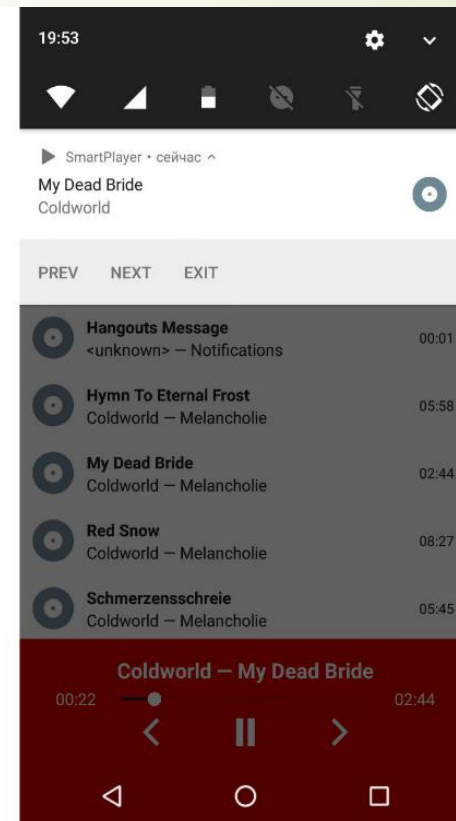 19:53
SmartPlayer • сейчас
My Dead Bride
Coldworld
PREV NEXT EXIT
Hangouts Message 00:01
<unknown> — Notifications
Hymn To Eternal Frost 05:58
Coldworld — Melancholie
My Dead Bride 02:44
Coldworld — Melancholie
Red Snow 08:27
Coldworld — Melancholie
Schmerzensschreie 05:45
Coldworld — Melancholie
Coldworld — My Dead Bride
00:22 02:44